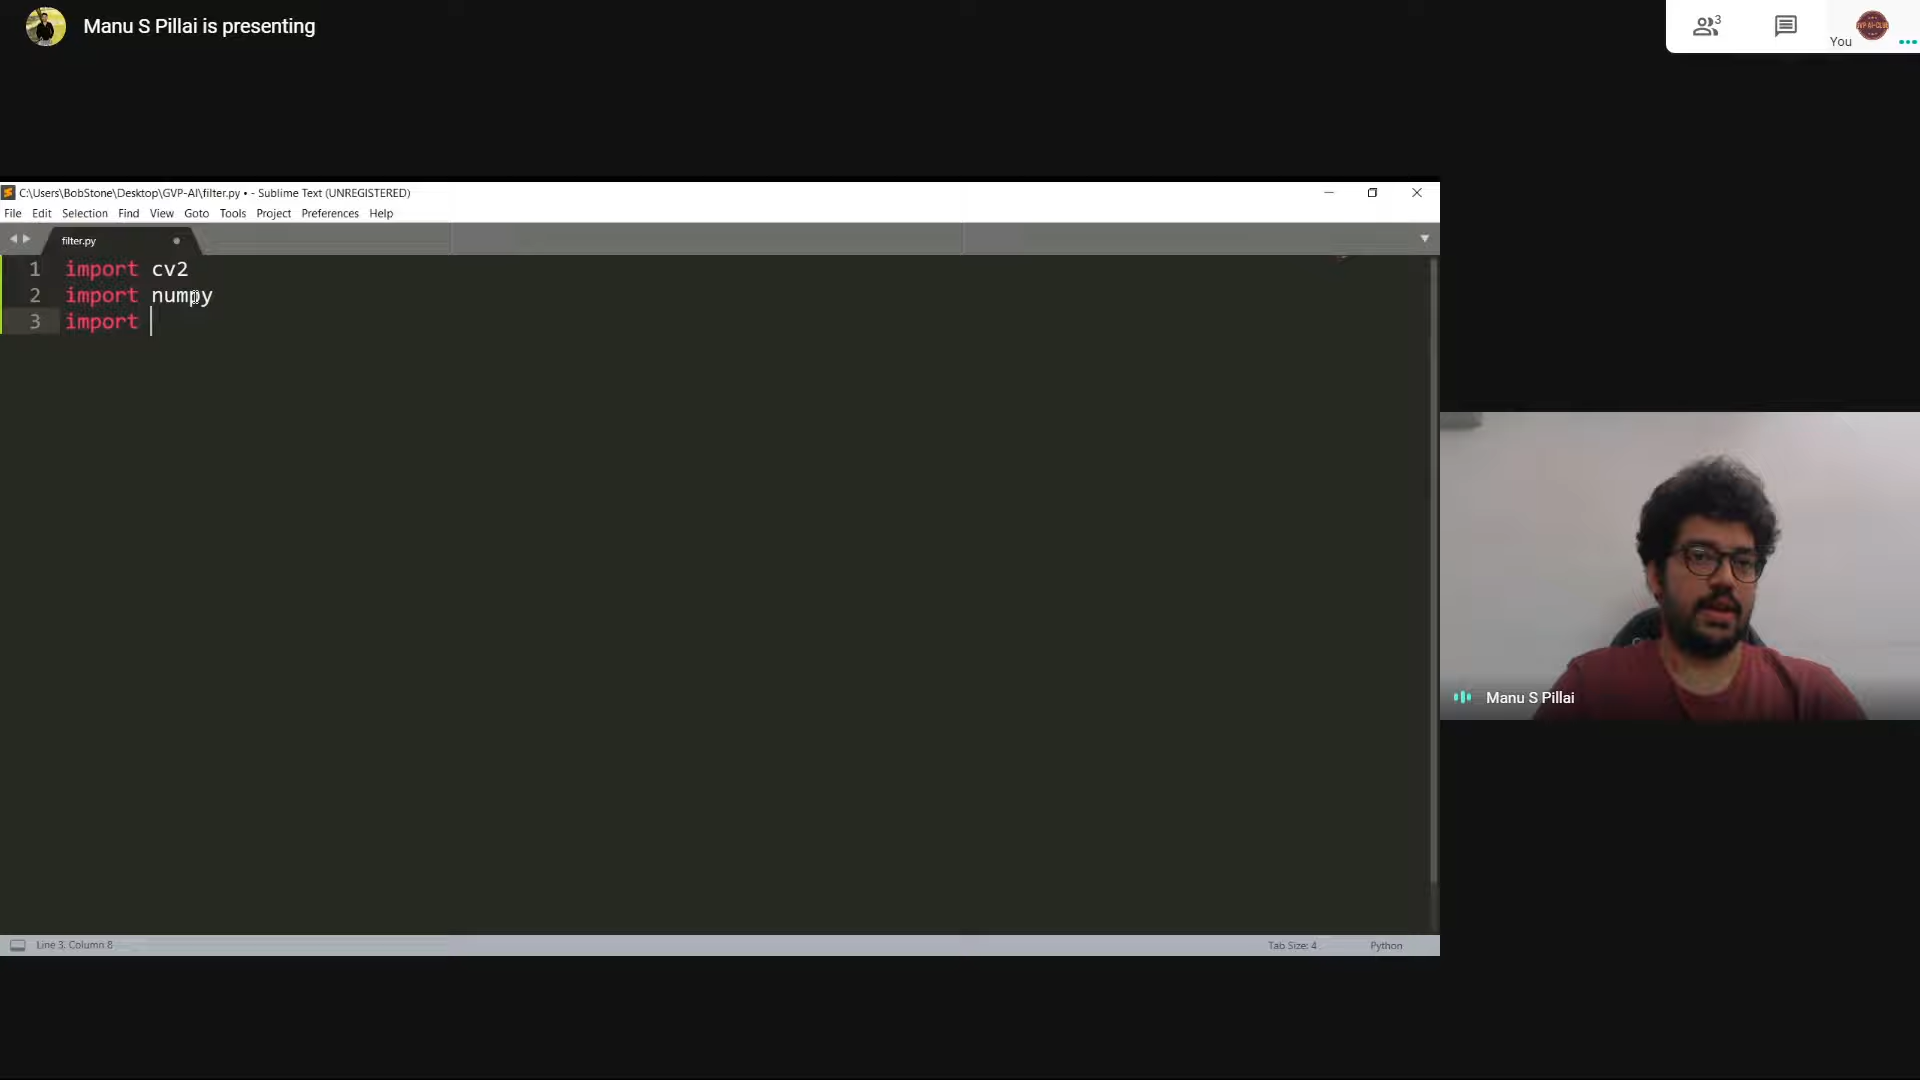 Manu S Pillai is presenting
3
You
C:\Users\BobStone\Desktop\GVP-AI\filter.py • - Sublime Text (UNREGISTERED)
File Edit Selection Find View Goto Tools Project Preferences Help
filter.py
1 import cv2
2 import numpy
3 import
Manu S Pillai
Line 3, Column 8
Tab Size: 4
Python